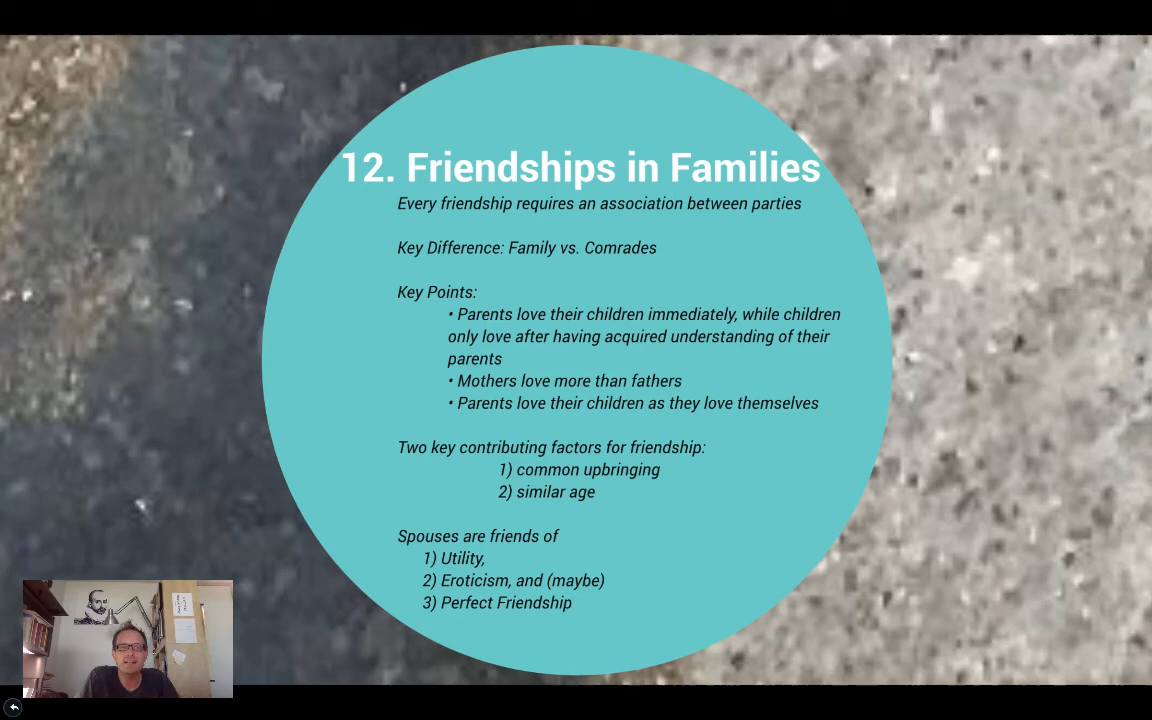 12. Friendships in Families
Every friendship requires an association between parties
Key Difference: Family vs. Comrades
Key Points:
• Parents love their children immediately, while children
only love after having acquired understanding of their
parents
• Mothers love more than fathers
• Parents love their children as they love themselves
Two key contributing factors for friendship:
1) common upbringing
2) similar age
Spouses are friends of
1) Utility,
2) Eroticism, and (maybe)
3) Perfect Friendship